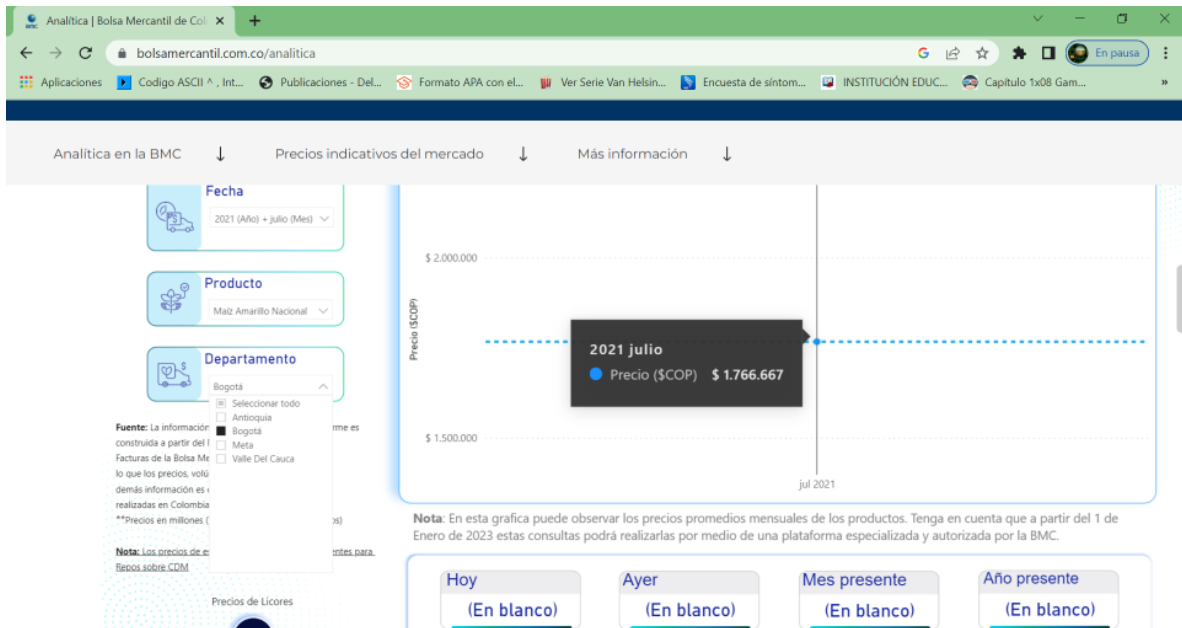 Analítica | Bolsa Mercantil de Col
bolsamercantil.com.co/analitica
En pausa
Aplicaciones
Codigo ASCII ^ , Int...
Publicaciones - Del...
Formato APA con el...
Ver Serie Van Helsin...
Encuesta de síntom...
INSTITUCIÓN EDUC...
Capítulo 1x08 Gam...
»
Analítica en la BMC ↓ Precios indicativos del mercado ↓ Más información ↓
Fecha
2021 (Año) + julio (Mes)
Producto
Maíz Amarillo Nacional
Departamento
Bogotá
Seleccionar todo
Antioquia
Bogotá
Meta
Valle Del Cauca
Fuente: La información rme es
construida a partir del
Facturas de la Bolsa Me
lo que los precios, volú
demás información es
realizadas en Colombia
**Precios en millones ( os)
Nota: Los precios de e entes para
Repos sobre CDM
Precios de Licores
$ 2.000.000
Precio ($COP)
2021 julio
Precio ($COP) $ 1.766.667
$ 1.500.000
jul 2021
Nota: En esta grafica puede observar los precios promedios mensuales de los productos. Tenga en cuenta que a partir del 1 de
Enero de 2023 estas consultas podrá realizarlas por medio de una plataforma especializada y autorizada por la BMC.
Hoy
(En blanco)
Ayer
(En blanco)
Mes presente
(En blanco)
Año presente
(En blanco)